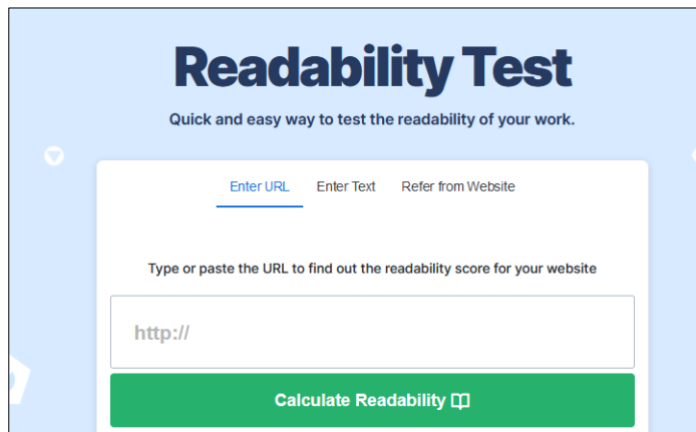 Readability Test
Quick and easy way to test the readability of your work.
Enter URL Enter Text Refer from Website
Type or paste the URL to find out the readability score for your website
http://
Calculate Readability